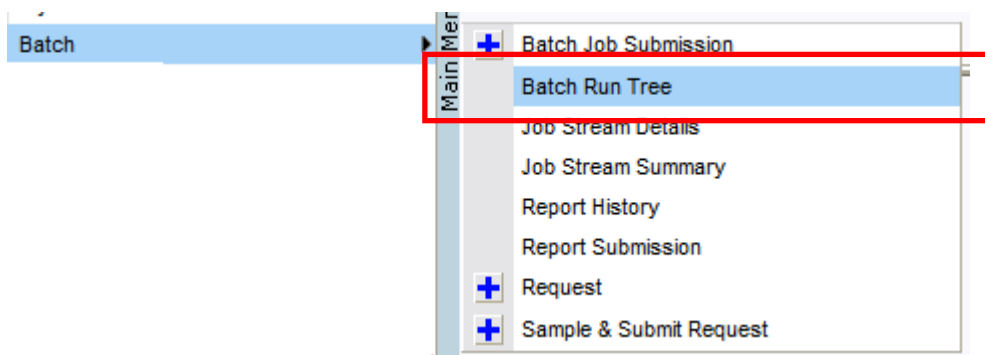 Batch
Main Men
Batch Job Submission
Batch Run Tree
Job Stream Details
Job Stream Summary
Report History
Report Submission
Request
Sample & Submit Request